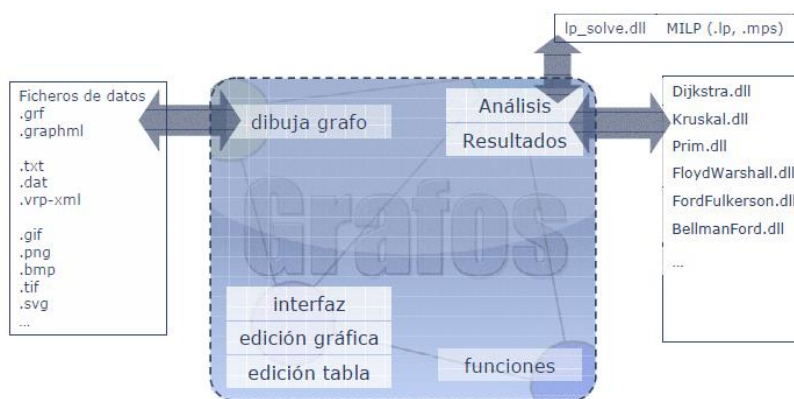 lp_solve.dll MILP (.lp, .mps)
Ficheros de datos
.grf
.graphml
.txt
.dat
.vrp-xml
.gif
.png
.bmp
.tif
.svg
...
dibuja grafo
Análisis
Resultados
Grafos
interfaz
edición gráfica
edición tabla
funciones
Dijkstra.dll
Kruskal.dll
Prim.dll
FloydWarshall.dll
FordFulkerson.dll
BellmanFord.dll
...